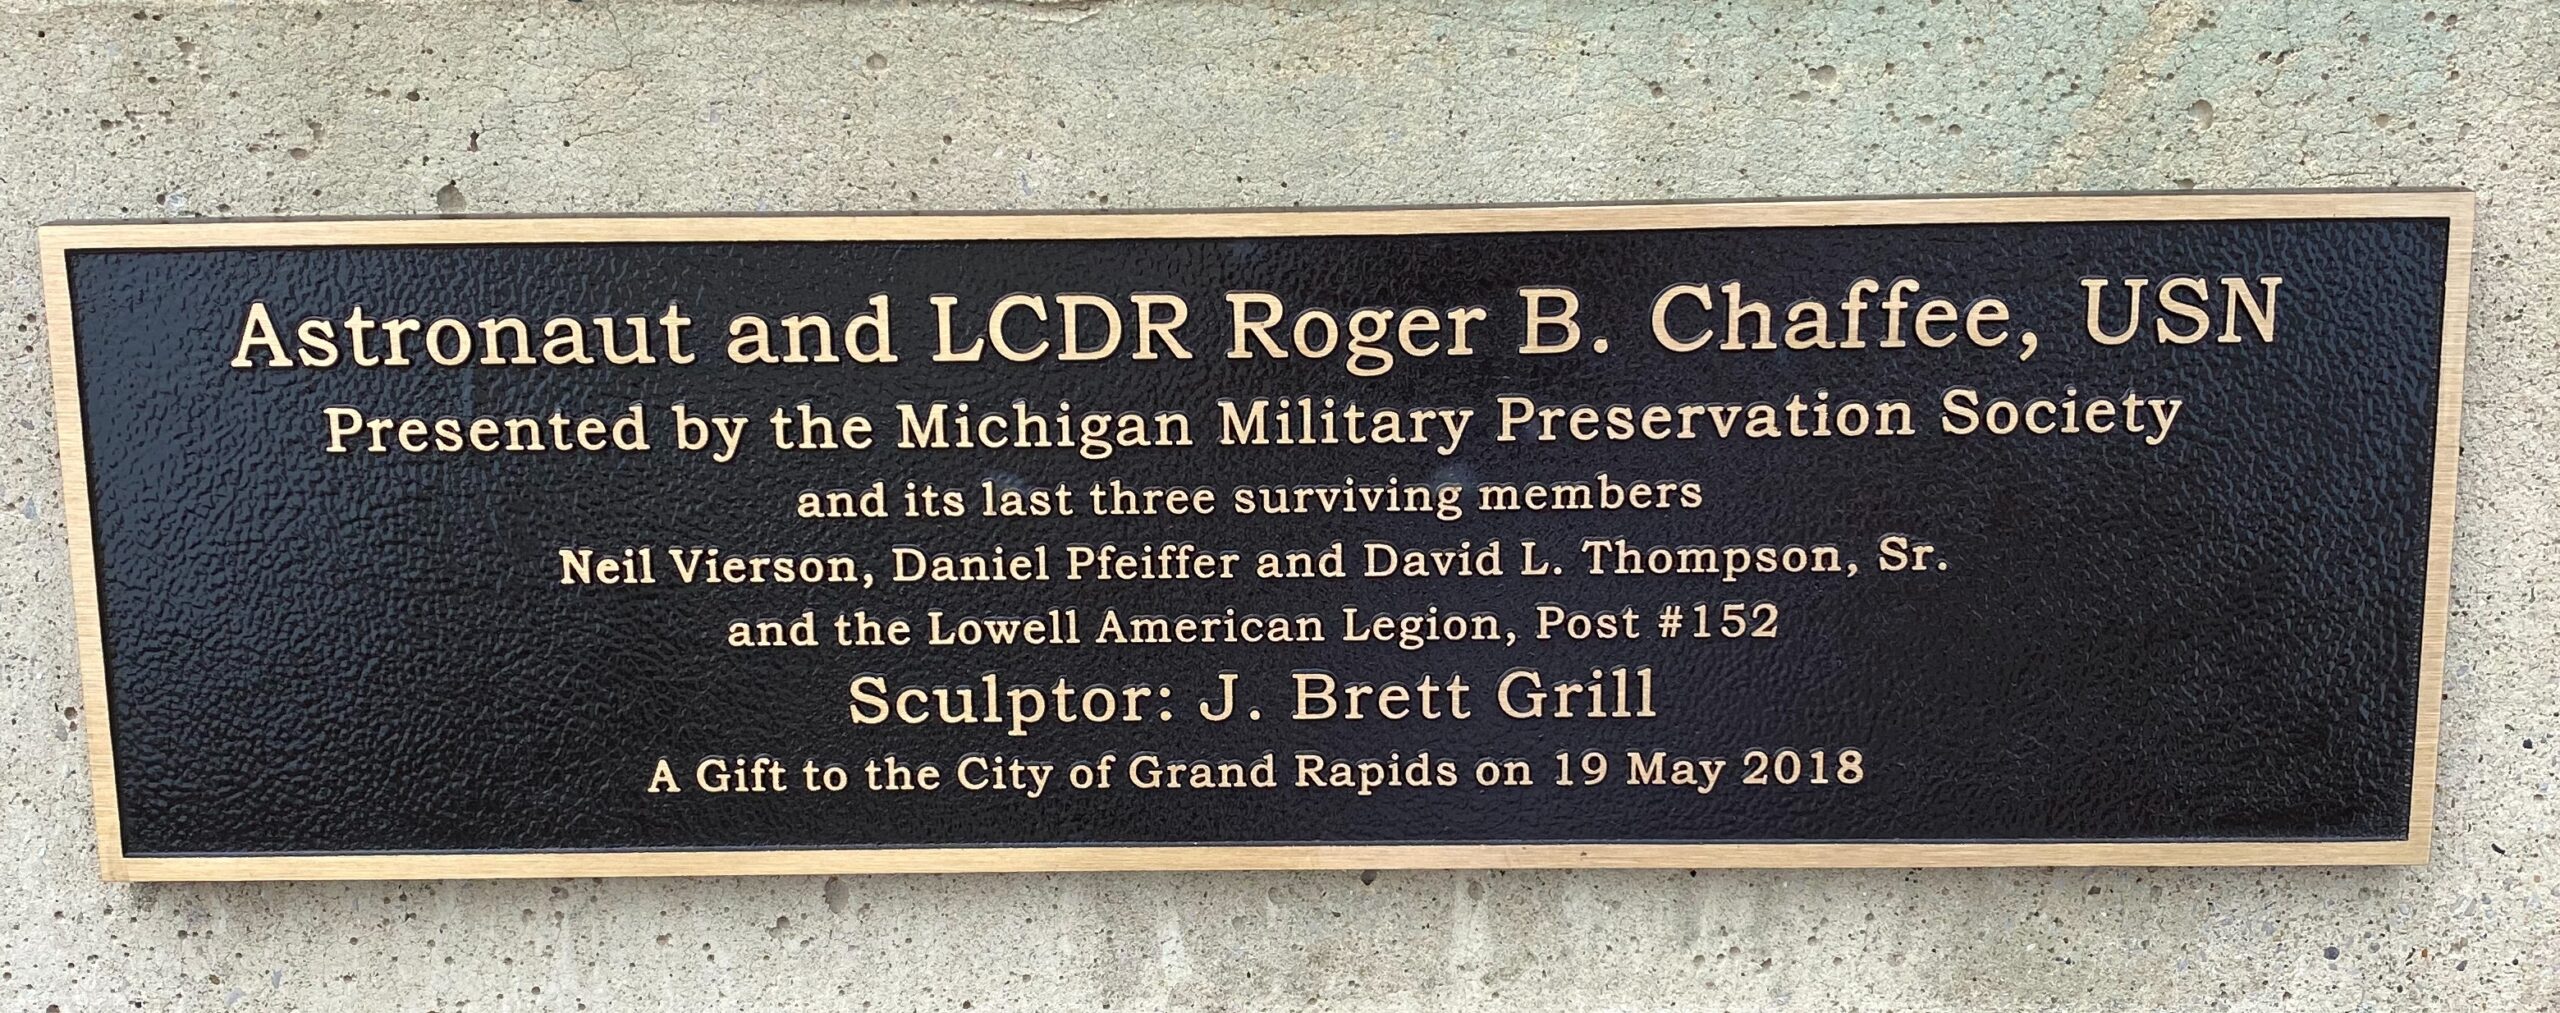 Astronaut and LCDR Roger B. Chaffee, USN
Presented by the Michigan Military Preservation Society
and its last three surviving members
Neil Vierson, Daniel Pfeiffer and David L. Thompson, Sr.
and the Lowell American Legion, Post #152
Sculptor: J. Brett Grill
A Gift to the City of Grand Rapids on 19 May 2018